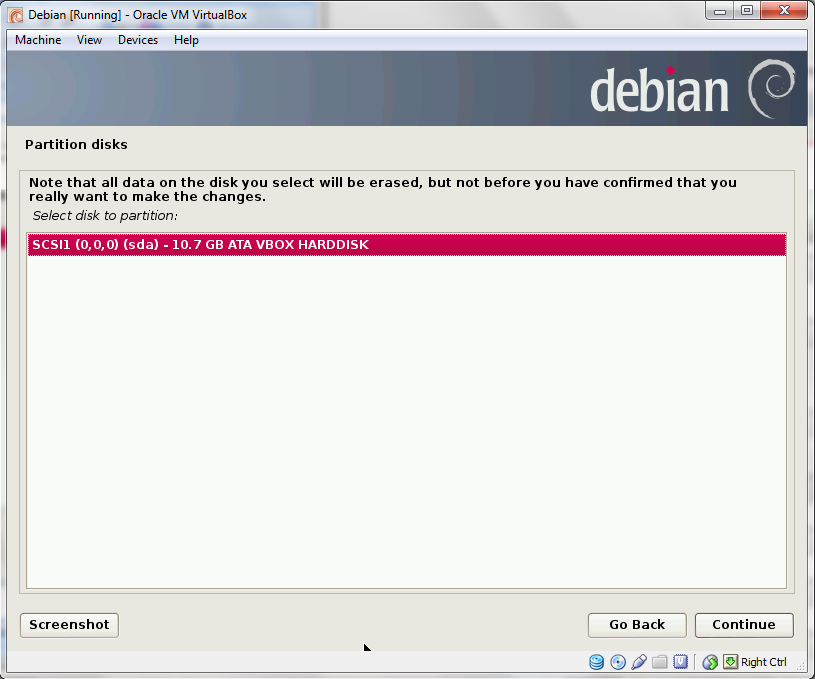 Debian [Running] - Oracle VM VirtualBox
Machine View Devices Help
debian
Partition disks
Note that all data on the disk you select will be erased, but not before you have confirmed that you
really want to make the changes.
Select disk to partition:
SCSI1 (0,0,0) (sda) - 10.7 GB ATA VBOX HARDDISK
Screenshot Go Back Continue
Right Ctrl